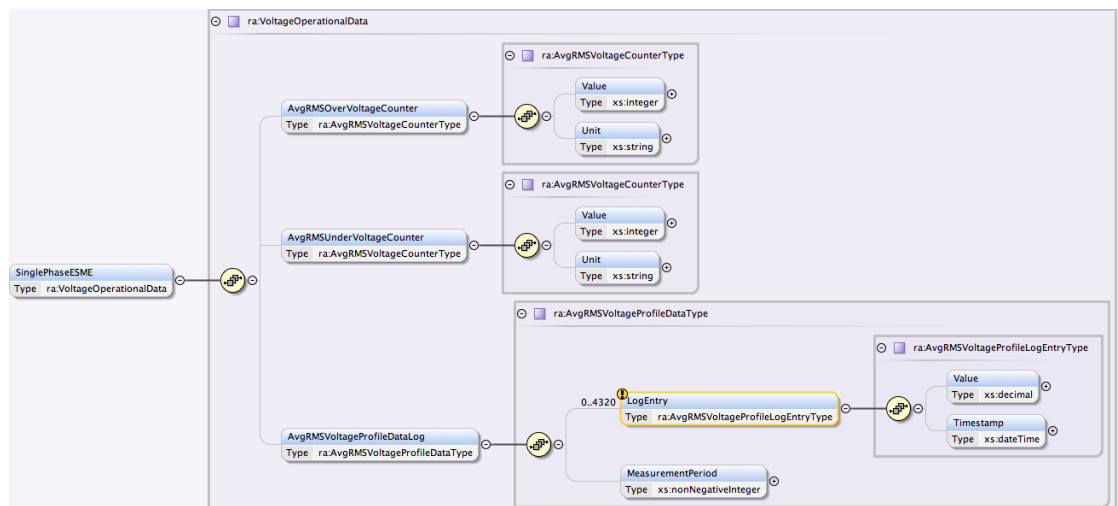 ra:VoltageOperationalData
ra:AvgRMSVoltageCounterType
Value
Type xs:integer
AvgRMSOverVoltageCounter
Type ra:AvgRMSVoltageCounterType
Unit
Type xs:string
ra:AvgRMSVoltageCounterType
Value
Type xs:integer
AvgRMSUnderVoltageCounter
Type ra:AvgRMSVoltageCounterType
Unit
Type xs:string
SinglePhaseESME
Type ra:VoltageOperationalData
ra:AvgRMSVoltageProfileDataType
ra:AvgRMSVoltageProfileLogEntryType
Value
Type xs:decimal
0..4320
LogEntry
Type ra:AvgRMSVoltageProfileLogEntryType
Timestamp
Type xs:dateTime
AvgRMSVoltageProfileDataLog
Type ra:AvgRMSVoltageProfileDataType
MeasurementPeriod
Type xs:nonNegativeInteger